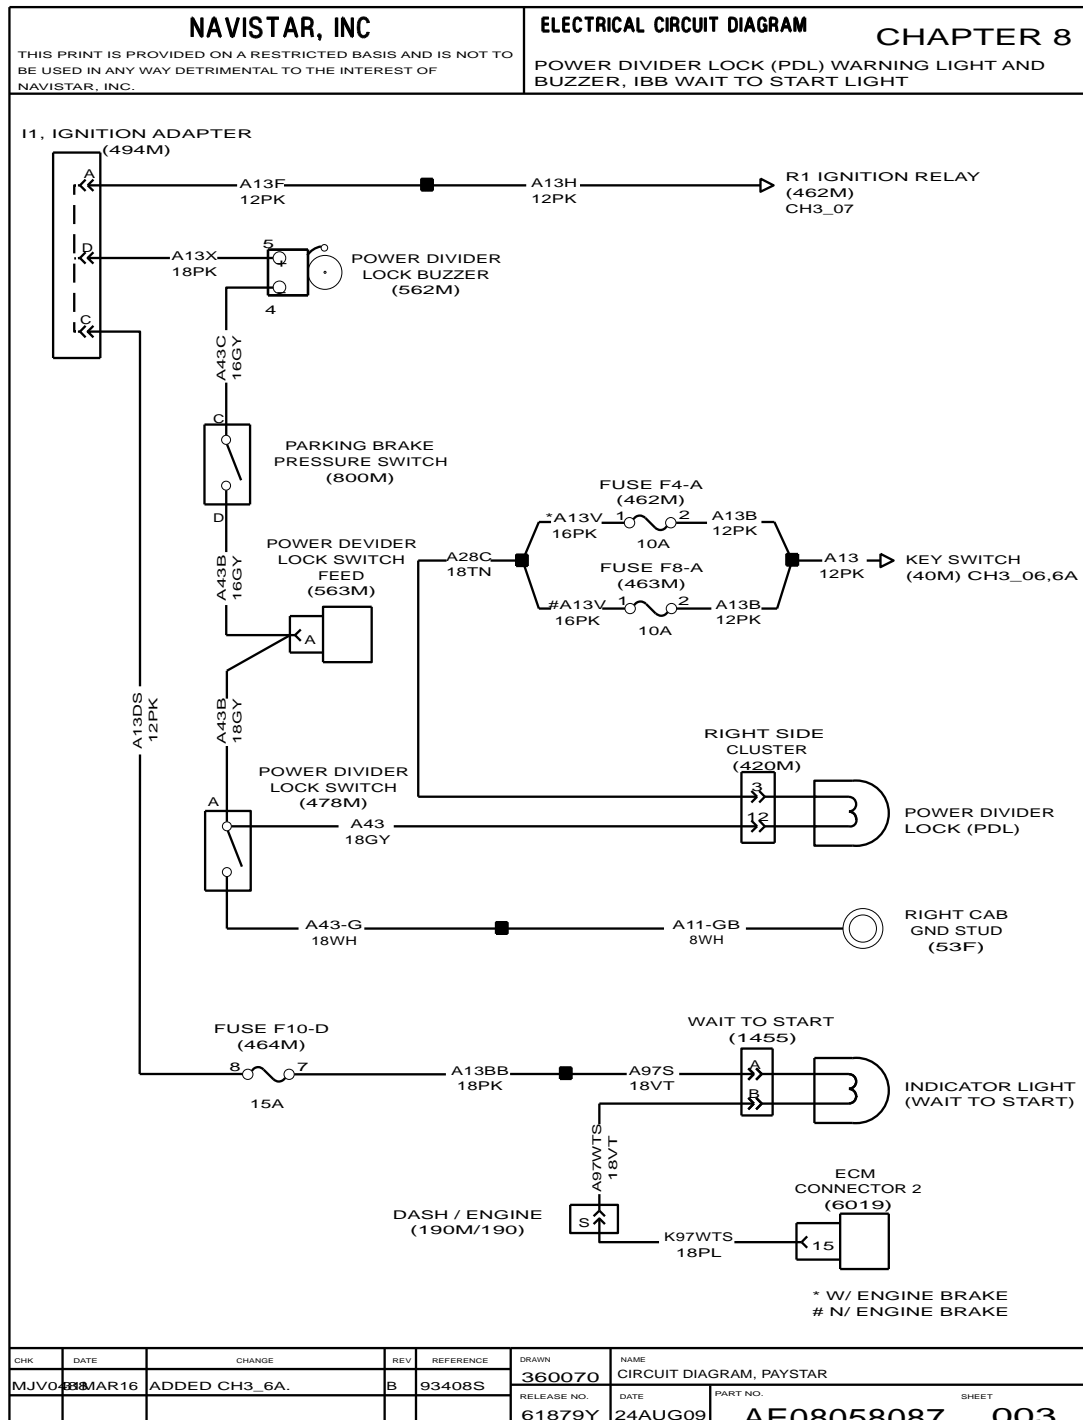 NAVISTAR, INC
THIS PRINT IS PROVIDED ON A RESTRICTED BASIS AND IS NOT TO
BE USED IN ANY WAY DETRIMENTAL TO THE INTEREST OF
NAVISTAR, INC.
ELECTRICAL CIRCUIT DIAGRAM
CHAPTER 8
POWER DIVIDER LOCK (PDL) WARNING LIGHT AND
BUZZER, IBB WAIT TO START LIGHT
I1, IGNITION ADAPTER
(494M)
A
A13F
12PK
A13H
12PK
R1 IGNITION RELAY
(462M)
CH3_07
D
A13X
18PK
5
+
-
4
POWER DIVIDER
LOCK BUZZER
(562M)
C
A43C
16GY
C
PARKING BRAKE
PRESSURE SWITCH
(800M)
D
A43B
16GY
POWER DEVIDER
LOCK SWITCH
FEED
(563M)
A
FUSE F4-A
(462M)
*A13V
16PK
1
2
10A
A13B
12PK
A28C
18TN
FUSE F8-A
(463M)
#A13V
16PK
1
2
10A
A13B
12PK
A13
12PK
KEY SWITCH
(40M) CH3_06,6A
A13DS
12PK
A43B
18GY
RIGHT SIDE
CLUSTER
(420M)
3
12
POWER DIVIDER
LOCK (PDL)
POWER DIVIDER
LOCK SWITCH
(478M)
A
A43
18GY
A43-G
18WH
A11-GB
8WH
RIGHT CAB
GND STUD
(53F)
FUSE F10-D
(464M)
8
7
15A
A13BB
18PK
A97S
18VT
WAIT TO START
(1455)
A
B
INDICATOR LIGHT
(WAIT TO START)
A97WTS
18VT
DASH / ENGINE
(190M/190)
S
K97WTS
18PL
ECM
CONNECTOR 2
(6019)
15
* W/ ENGINE BRAKE
# N/ ENGINE BRAKE
CHK DATE CHANGE REV REFERENCE
ADDED CH3_6A. B 93408S
DRAWN
360070
NAME
CIRCUIT DIAGRAM, PAYSTAR
RELEASE NO.
61879Y
DATE
24AUG09
PART NO.
AE08058087
SHEET
003